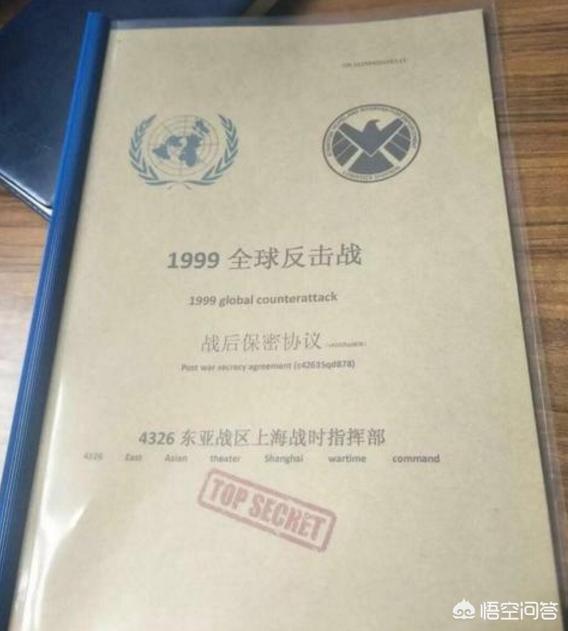 1999 全球反击战
1999 global counterattack
战后保密协议
Post war secrecy agreement (c42635qd878)
4326 东亚战区上海战时指挥部
4326 East Asian theater Shanghai wartime command
TOP SECRET
悟空问答